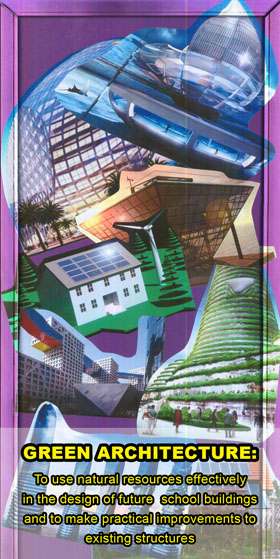 GREEN ARCHITECTURE:
To use natural resources effectively
in the design of future school buildings
and to make practical improvements to
existing structures